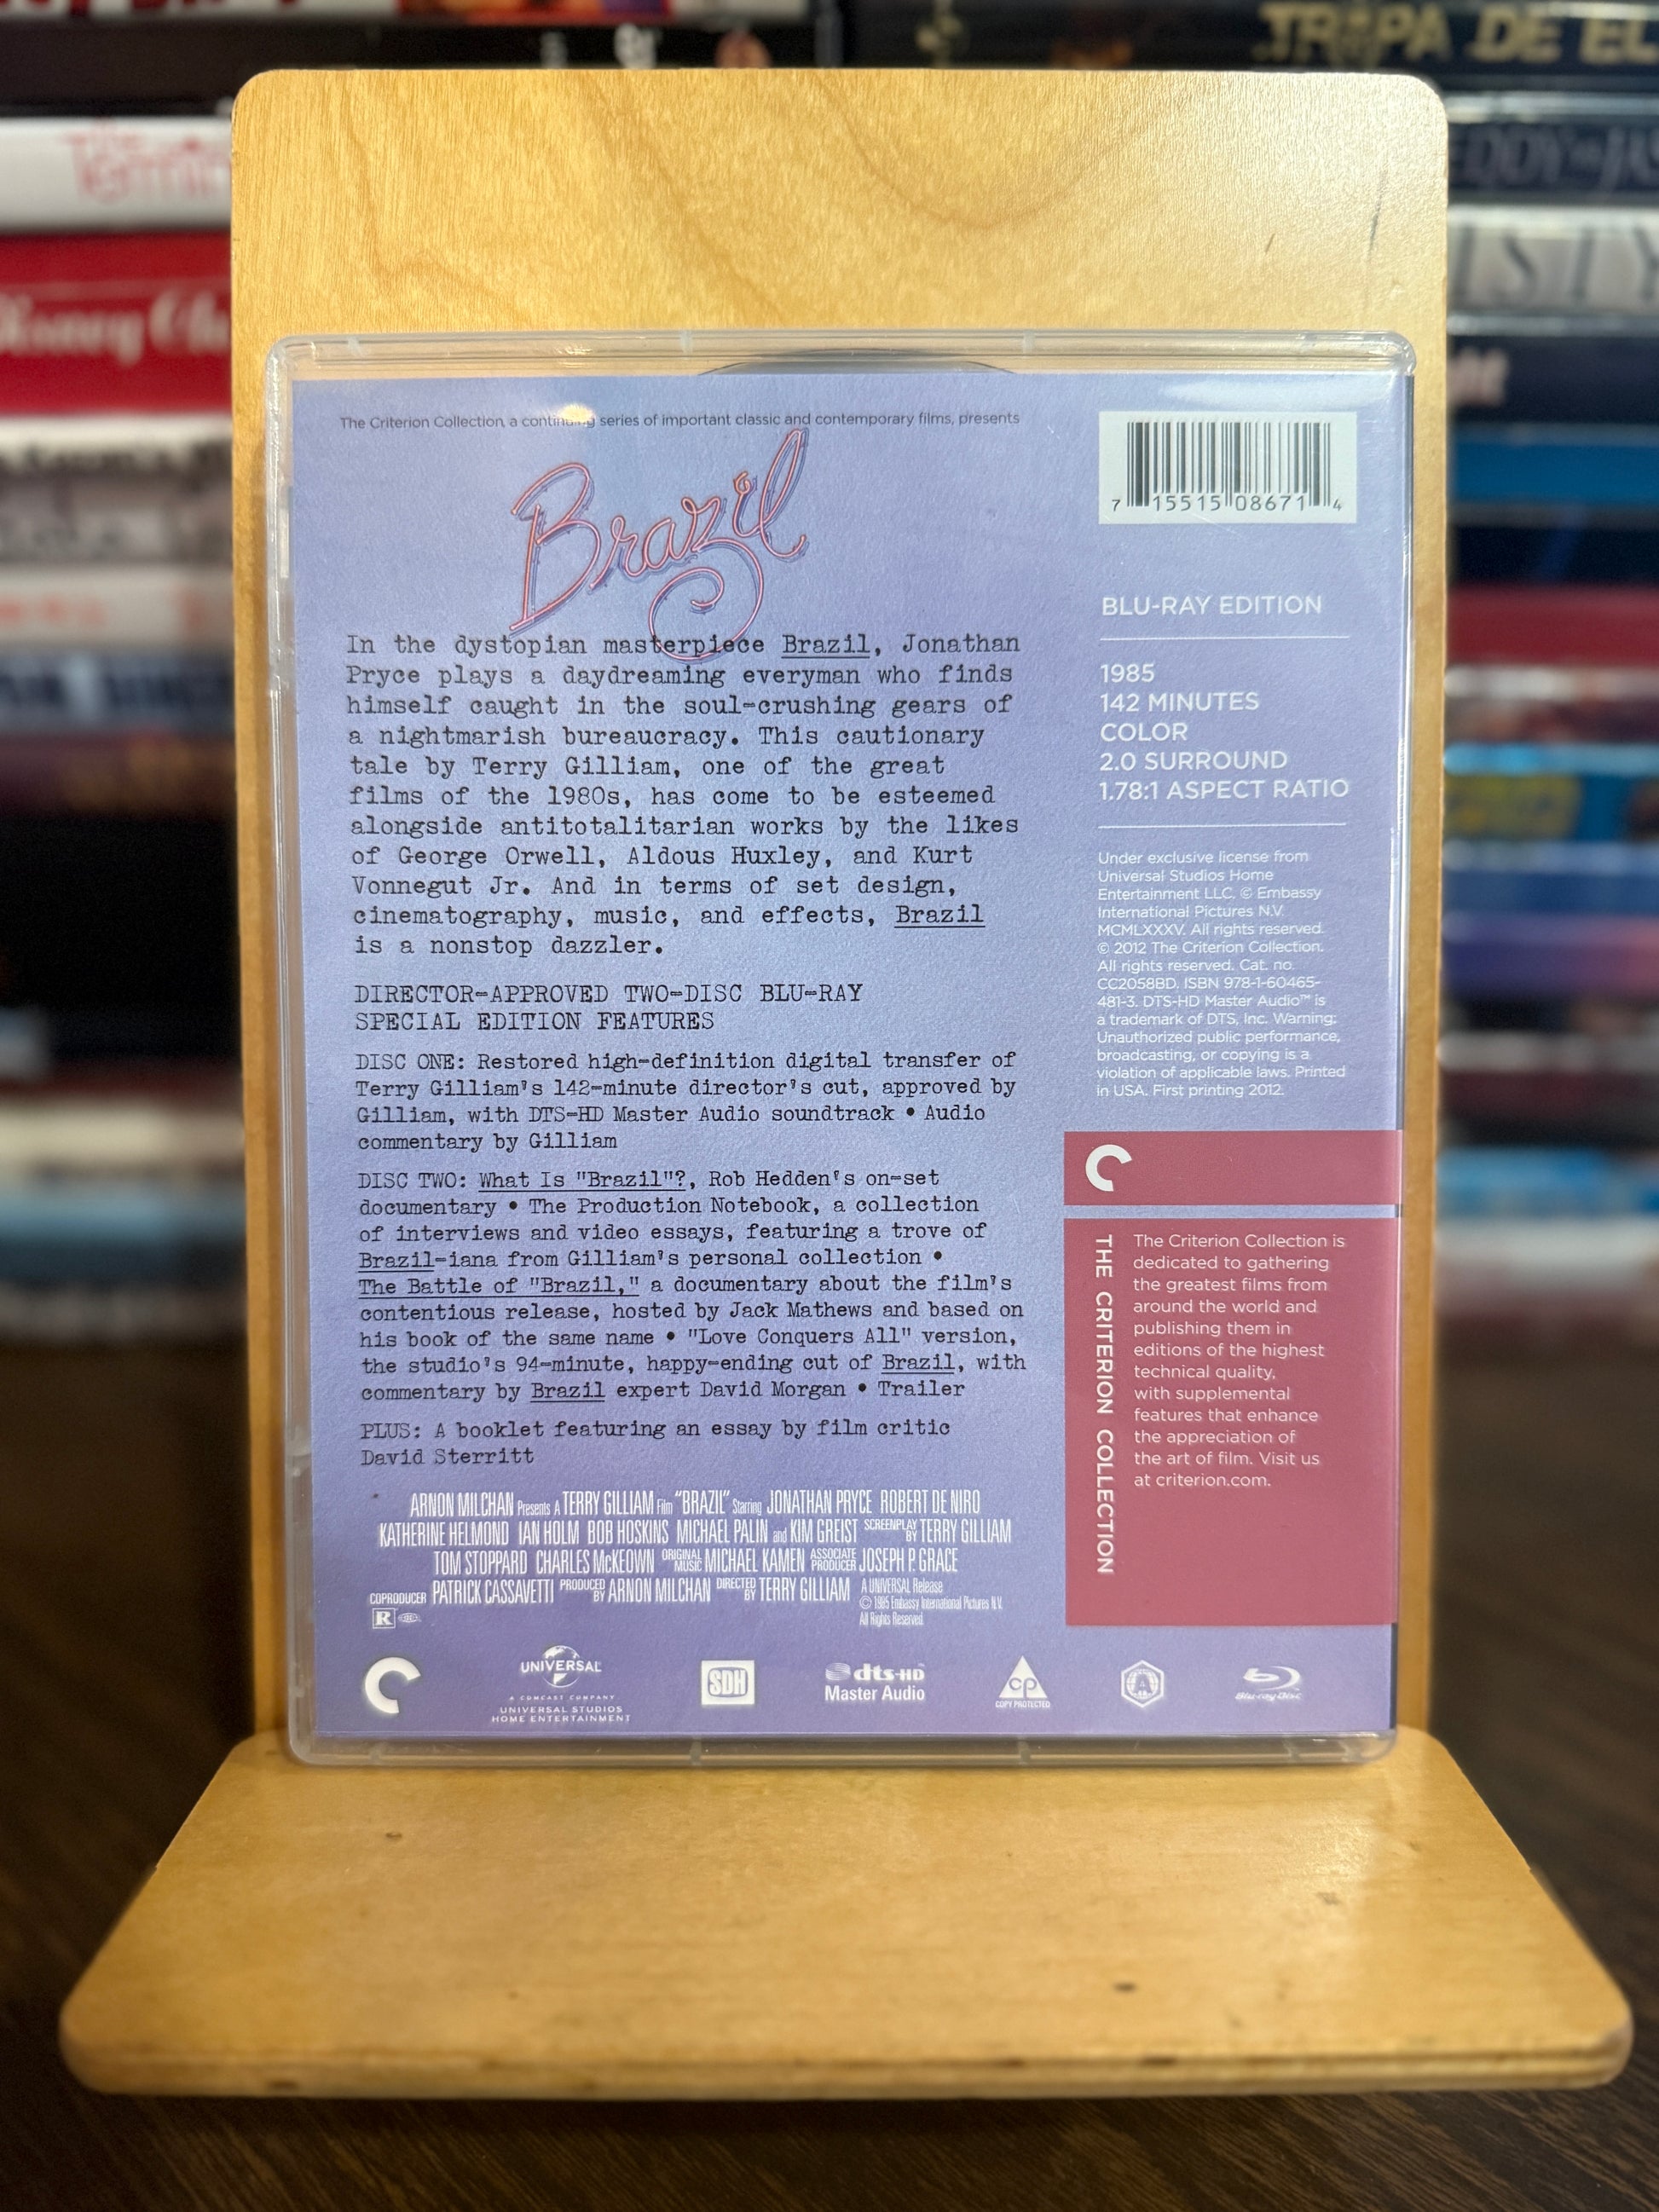 TROPA DE EL
The Criterion Collection, a continuing series of important classic and contemporary films, presents
Brazil
In the dystopian masterpiece Brazil, Jonathan
Pryce plays a daydreaming everyman who finds
himself caught in the soul-crushing gears of
a nightmarish bureaucracy. This cautionary
tale by Terry Gilliam, one of the great
films of the 1980s, has come to be esteemed
alongside antitotalitarian works by the likes
of George Orwell, Aldous Huxley, and Kurt
Vonnegut Jr. And in terms of set design,
cinematography, music, and effects, Brazil
is a nonstop dazzler.
DIRECTOR-APPROVED TWO-DISC BLU-RAY
SPECIAL EDITION FEATURES
DISC ONE: Restored high-definition digital transfer of
Terry Gilliam's 142-minute director's cut, approved by
Gilliam, with DTS-HD Master Audio soundtrack • Audio
commentary by Gilliam
DISC TWO: What Is "Brazil"?, Rob Hedden's on-set
documentary • The Production Notebook, a collection
of interviews and video essays, featuring a trove of
Brazil-iana from Gilliam's personal collection •
The Battle of "Brazil," a documentary about the film's
contentious release, hosted by Jack Mathews and based on
his book of the same name • "Love Conquers All" version,
the studio's 94-minute, happy-ending cut of Brazil, with
commentary by Brazil expert David Morgan • Trailer
PLUS: A booklet featuring an essay by film critic
David Sterritt
ARNON MILCHAN Presents A TERRY GILLIAM Film "BRAZIL" Starring JONATHAN PRYCE ROBERT DE NIRO
KATHERINE HELMOND IAN HOLM BOB HOSKINS MICHAEL PALIN and KIM GREIST SCREENPLAY BY TERRY GILLIAM
TOM STOPPARD CHARLES McKEOWN ORIGINAL MUSIC MICHAEL KAMEN ASSOCIATE PRODUCER JOSEPH P. GRACE
COPRODUCER PATRICK CASSAVETTI PRODUCED BY ARNON MILCHAN DIRECTED BY TERRY GILLIAM
A UNIVERSAL Release
© 1985 Embassy International Pictures N.V.
All Rights Reserved
R
7 15515 08671 4
BLU-RAY EDITION
1985
142 MINUTES
COLOR
2.0 SURROUND
1.78:1 ASPECT RATIO
Under exclusive license from
Universal Studios Home
Entertainment LLC. © Embassy
International Pictures N.V.
MCMLXXXV. All rights reserved.
© 2012 The Criterion Collection.
All rights reserved. Cat. no.
CC2058BD. ISBN 978-1-60465-
481-3. DTS-HD Master Audio™ is
a trademark of DTS, Inc. Warning:
Unauthorized public performance,
broadcasting, or copying is a
violation of applicable laws. Printed
in USA. First printing 2012.
THE CRITERION COLLECTION
The Criterion Collection is
dedicated to gathering
the greatest films from
around the world and
publishing them in
editions of the highest
technical quality,
with supplemental
features that enhance
the appreciation of
the art of film. Visit us
at criterion.com.
UNIVERSAL
A COMCAST COMPANY
UNIVERSAL STUDIOS
HOME ENTERTAINMENT
SDH
dts-HD
Master Audio
CP
COPY PROTECTED
A
Blu-ray Disc